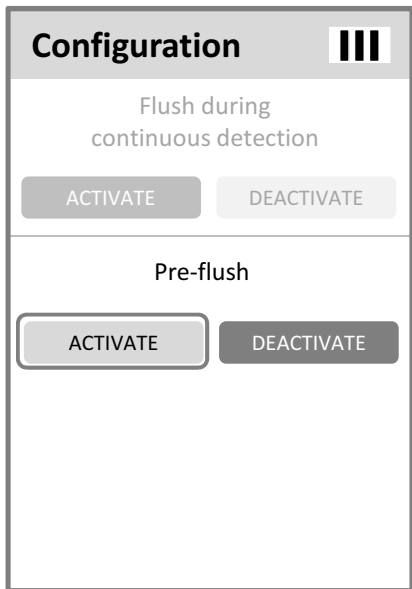 Configuration
Flush during
continuous detection
ACTIVATE DEACTIVATE
Pre-flush
ACTIVATE DEACTIVATE